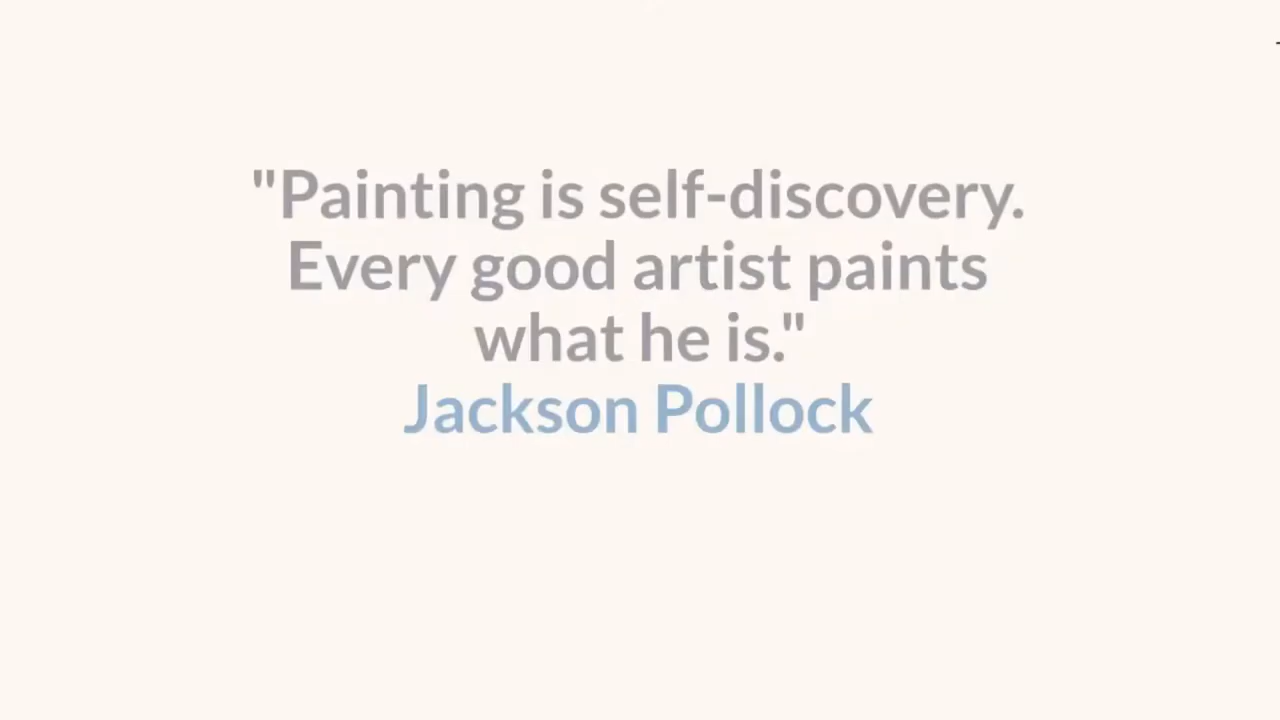 "Painting is self-discovery.
Every good artist paints
what he is."
Jackson Pollock